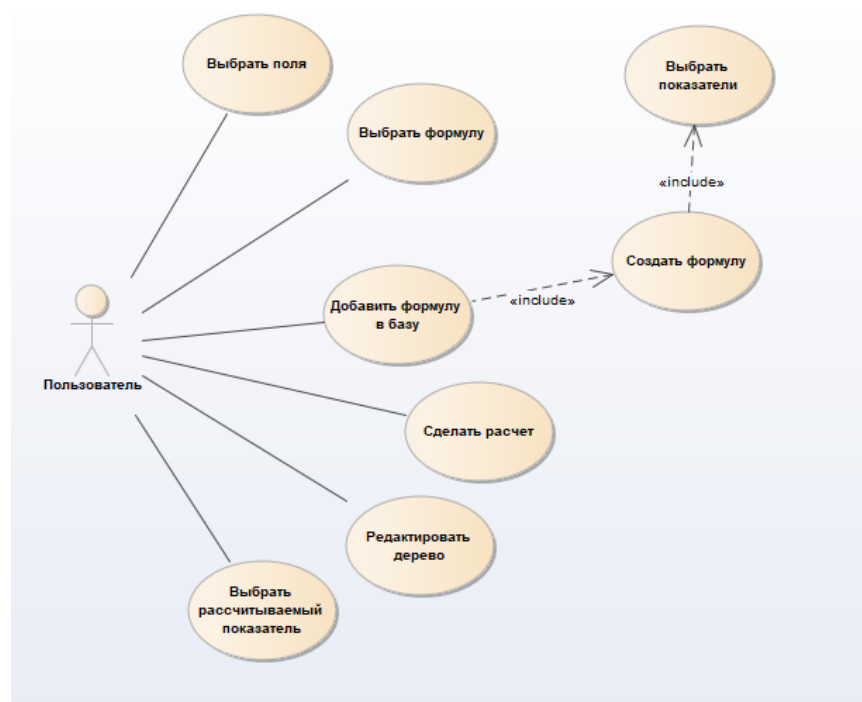 Выбрать поля
Выбрать
показатели
Выбрать формулу
«include»
Создать формулу
Добавить формулу
в базу
«include»
Пользователь
Сделать расчет
Редактировать
дерево
Выбрать
рассчитываемый
показатель